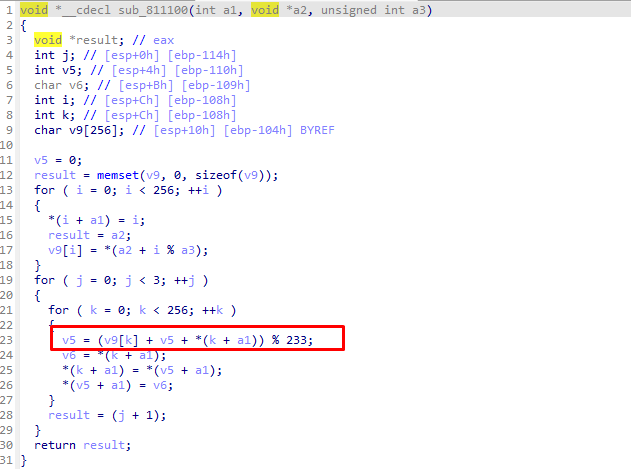 1 void *__cdecl sub_811100(int a1, void *a2, unsigned int a3)
2 {
3   void *result; // eax
4   int j; // [esp+0h] [ebp-114h]
5   int v5; // [esp+4h] [ebp-110h]
6   char v6; // [esp+Bh] [ebp-109h]
7   int i; // [esp+Ch] [ebp-108h]
8   int k; // [esp+Ch] [ebp-108h]
9   char v9[256]; // [esp+10h] [ebp-104h] BYREF
10
11   v5 = 0;
12   result = memset(v9, 0, sizeof(v9));
13   for ( i = 0; i < 256; ++i )
14   {
15     *(i + a1) = i;
16     result = a2;
17     v9[i] = *(a2 + i % a3);
18   }
19   for ( j = 0; j < 3; ++j )
20   {
21     for ( k = 0; k < 256; ++k )
22     {
23       v5 = (v9[k] + v5 + *(k + a1)) % 233;
24       v6 = *(k + a1);
25       *(k + a1) = *(v5 + a1);
26       *(v5 + a1) = v6;
27     }
28     result = (j + 1);
29   }
30   return result;
31 }